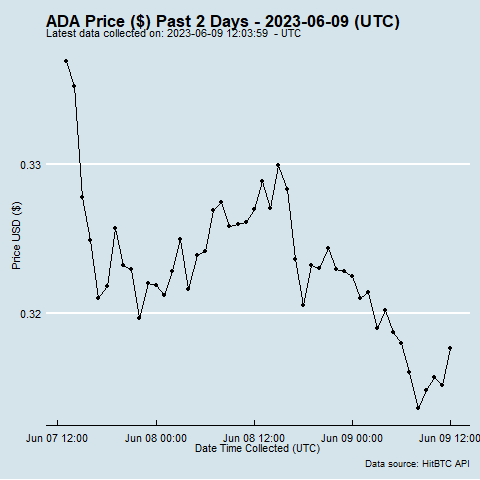 ADA Price ($) Past 2 Days - 2023-06-09 (UTC)
Latest data collected on: 2023-06-09 12:03:59 - UTC
0.33
Price USD ($)
0.32
Jun 07 12:00 Jun 08 00:00 Jun 08 12:00 Jun 09 00:00 Jun 09 12:00
Date Time Collected (UTC)
Data source: HitBTC API